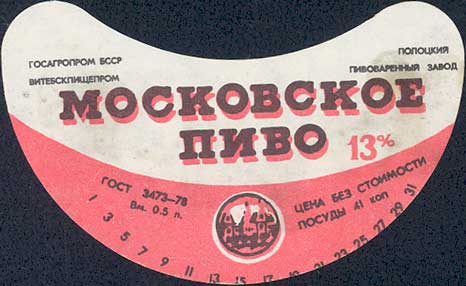 ГОСАГРОПРОМ БССР
ВИТЕБСКПИЩЕПРОМ
ПОЛОЦКИЙ
ПИВОВАРЕННЫЙ ЗАВОД
МОСКОВСКОЕ
ПИВО
13%
ГОСТ 3473-78
Вм. 0.5 л.
ЦЕНА БЕЗ СТОИМОСТИ
ПОСУДЫ 41 КОП
1 3 5 7 9 11 13 15 17 19 21 23 25 27 29 31